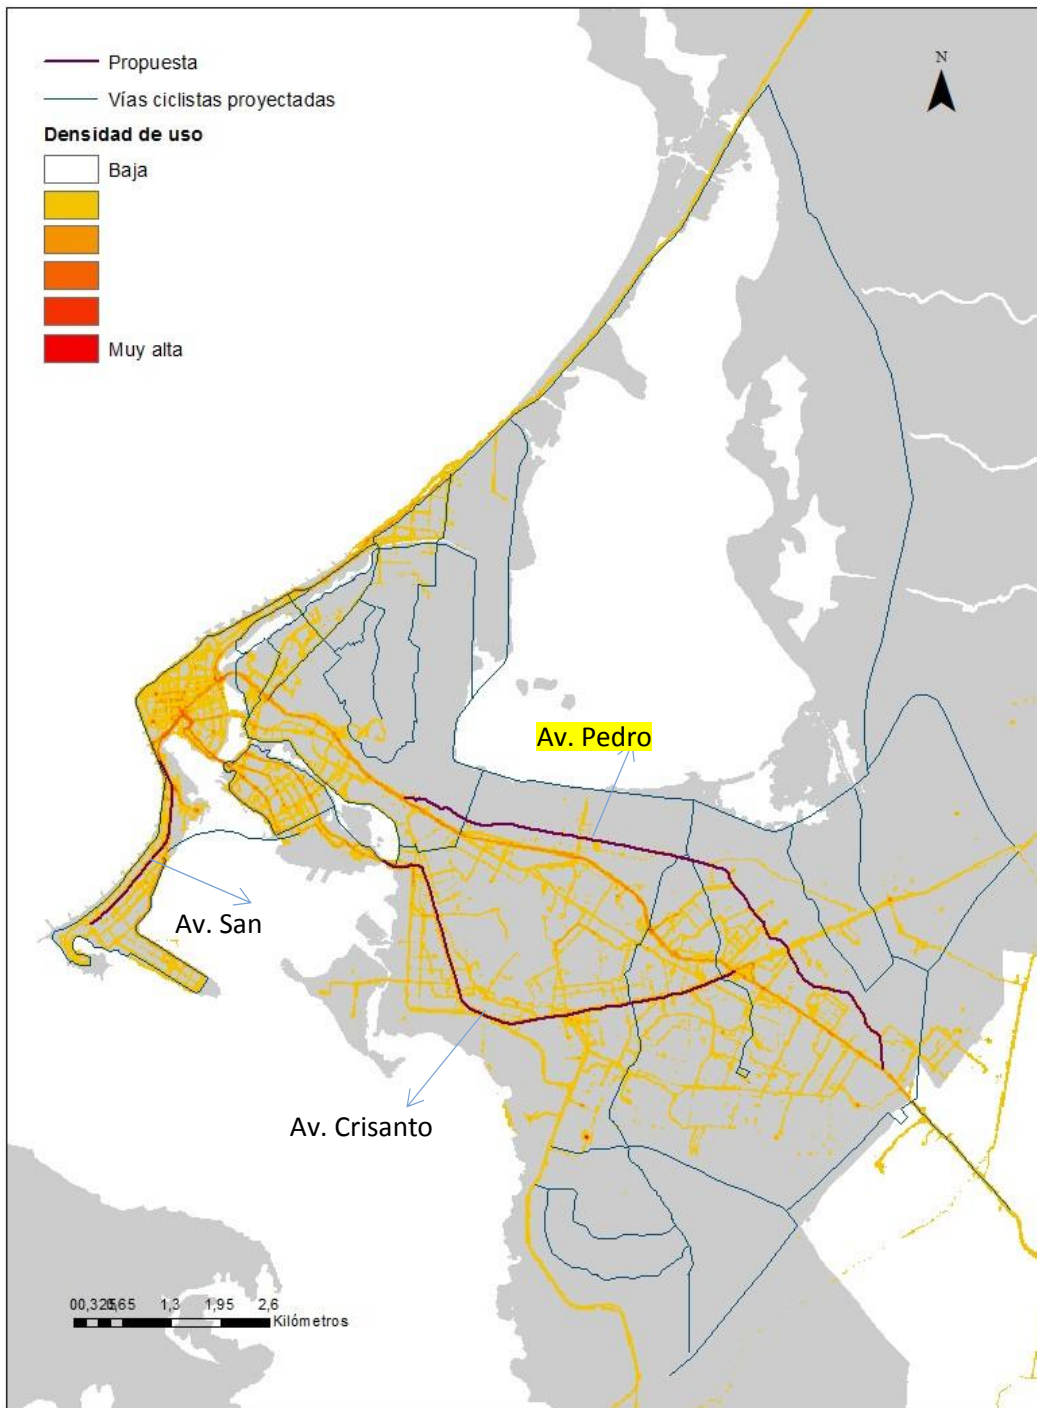 Propuesta
Vías ciclistas proyectadas
Densidad de uso
Baja
Muy alta
N
Av. Pedro
Av. San
Av. Crisanto
1,3 1,95 2,6
Kilómetros